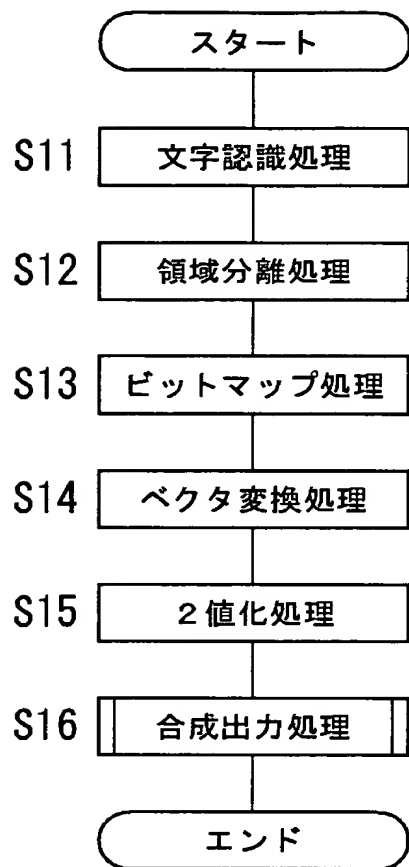 スタート
S11 文字認識処理
S12 領域分離処理
S13 ビットマップ処理
S14 ベクタ変換処理
S15 2値化処理
S16 合成出力処理
エンド